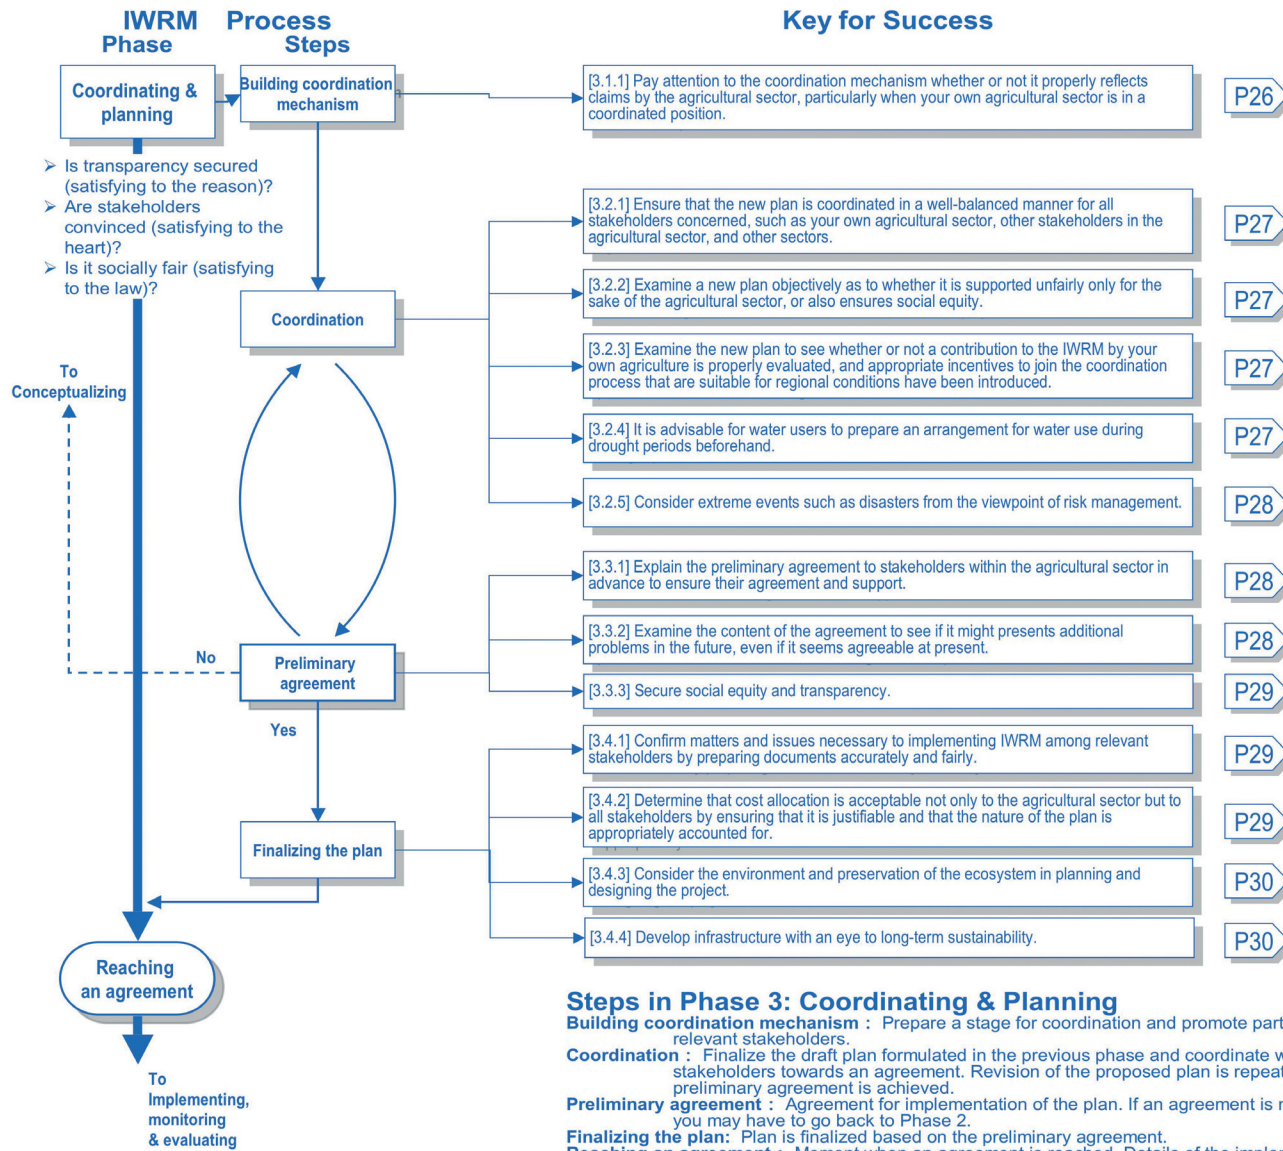 IWRM Process
Key for Success
Phase
Steps
Coordinating &
planning
Building coordination
mechanism
[3.1.1] Pay attention to the coordination mechanism whether or not it properly reflects
claims by the agricultural sector, particularly when your own agricultural sector is in a
coordinated position.
P26
➢ Is transparency secured
(satisfying to the reason)?
➢ Are stakeholders
convinced (satisfying to the
heart)?
➢ Is it socially fair (satisfying
to the law)?
[3.2.1] Ensure that the new plan is coordinated in a well-balanced manner for all
stakeholders concerned, such as your own agricultural sector, other stakeholders in the
agricultural sector, and other sectors.
P27
Coordination
[3.2.2] Examine a new plan objectively as to whether it is supported unfairly only for the
sake of the agricultural sector, or also ensures social equity.
P27
To
Conceptualizing
[3.2.3] Examine the new plan to see whether or not a contribution to the IWRM by your
own agriculture is properly evaluated, and appropriate incentives to join the coordination
process that are suitable for regional conditions have been introduced.
P27
[3.2.4] It is advisable for water users to prepare an arrangement for water use during
drought periods beforehand.
P27
[3.2.5] Consider extreme events such as disasters from the viewpoint of risk management.
P28
[3.3.1] Explain the preliminary agreement to stakeholders within the agricultural sector in
advance to ensure their agreement and support.
P28
No
Preliminary
agreement
[3.3.2] Examine the content of the agreement to see if it might presents additional
problems in the future, even if it seems agreeable at present.
P28
[3.3.3] Secure social equity and transparency.
P29
Yes
[3.4.1] Confirm matters and issues necessary to implementing IWRM among relevant
stakeholders by preparing documents accurately and fairly.
P29
[3.4.2] Determine that cost allocation is acceptable not only to the agricultural sector but to
all stakeholders by ensuring that it is justifiable and that the nature of the plan is
appropriately accounted for.
P29
Finalizing the plan
[3.4.3] Consider the environment and preservation of the ecosystem in planning and
designing the project.
P30
[3.4.4] Develop infrastructure with an eye to long-term sustainability.
P30
Reaching
an agreement
To
Implementing,
monitoring
& evaluating
Steps in Phase 3: Coordinating & Planning
Building coordination mechanism : Prepare a stage for coordination and promote
relevant stakeholders.
Coordination : Finalize the draft plan formulated in the previous phase and coordinate
stakeholders towards an agreement. Revision of the proposed plan is
preliminary agreement is achieved.
Preliminary agreement : Agreement for implementation of the plan. If an agreement is
you may have to go back to Phase 2.
Finalizing the plan: Plan is finalized based on the preliminary agreement.
Reaching an agreement : Moment when an agreement is reached. Details of the